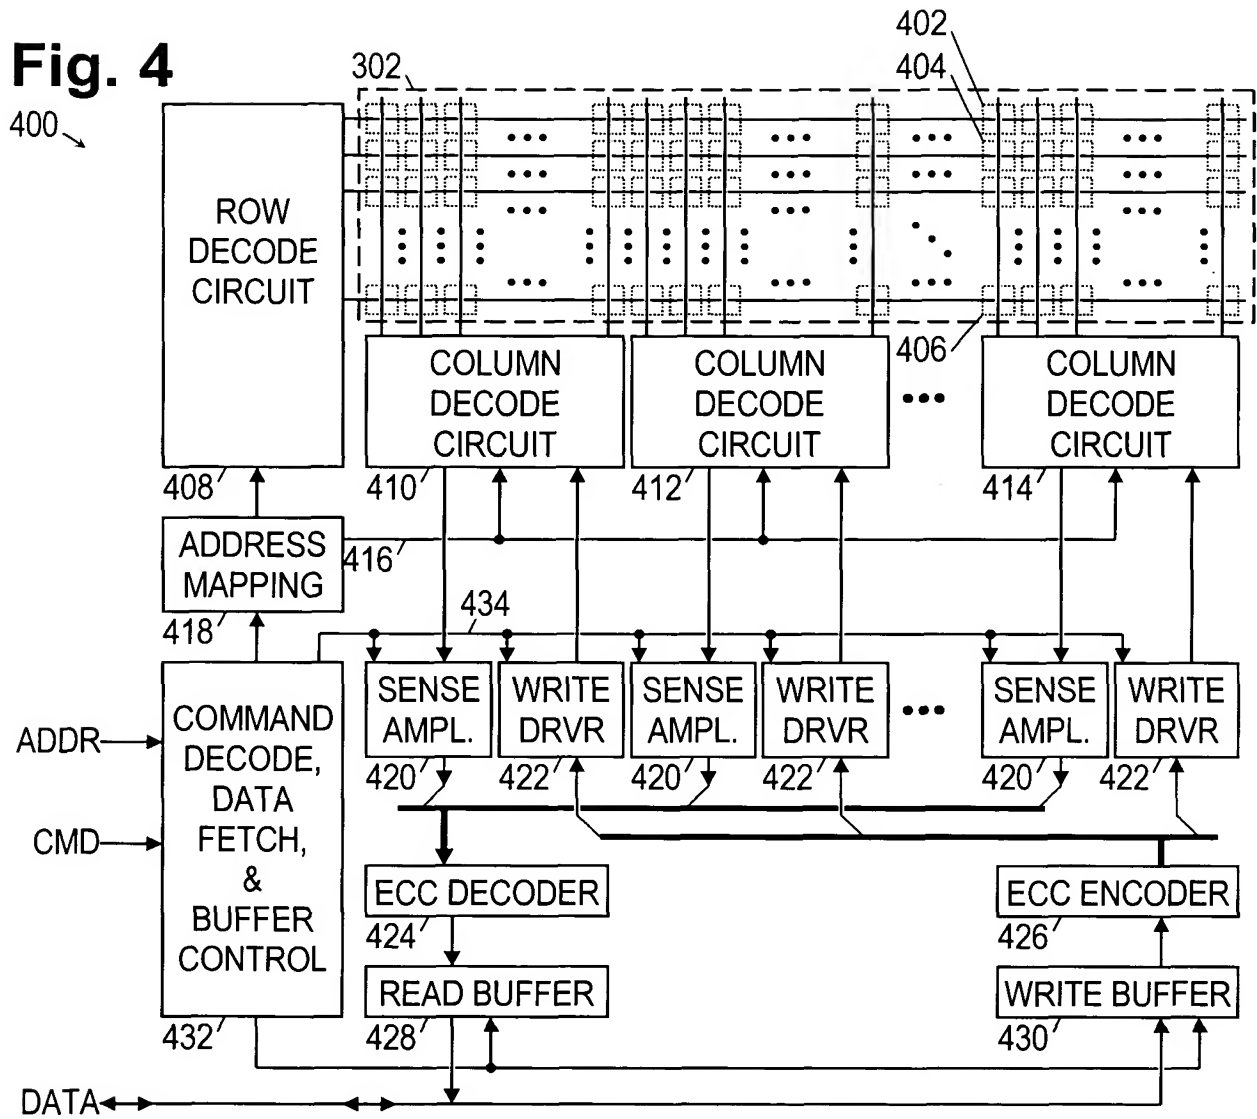 Fig. 4
400
302
402
404
ROW
DECODE
CIRCUIT
406
COLUMN
DECODE
CIRCUIT
COLUMN
DECODE
CIRCUIT
COLUMN
DECODE
CIRCUIT
408
410
412
414
ADDRESS
MAPPING
416
418
434
COMMAND
DECODE,
DATA
FETCH,
&
BUFFER
CONTROL
SENSE
AMPL.
WRITE
DRVR
SENSE
AMPL.
WRITE
DRVR
SENSE
AMPL.
WRITE
DRVR
ADDR
420
422
420
422
420
422
CMD
ECC DECODER
ECC ENCODER
424
426
READ BUFFER
WRITE BUFFER
432
428
430
DATA